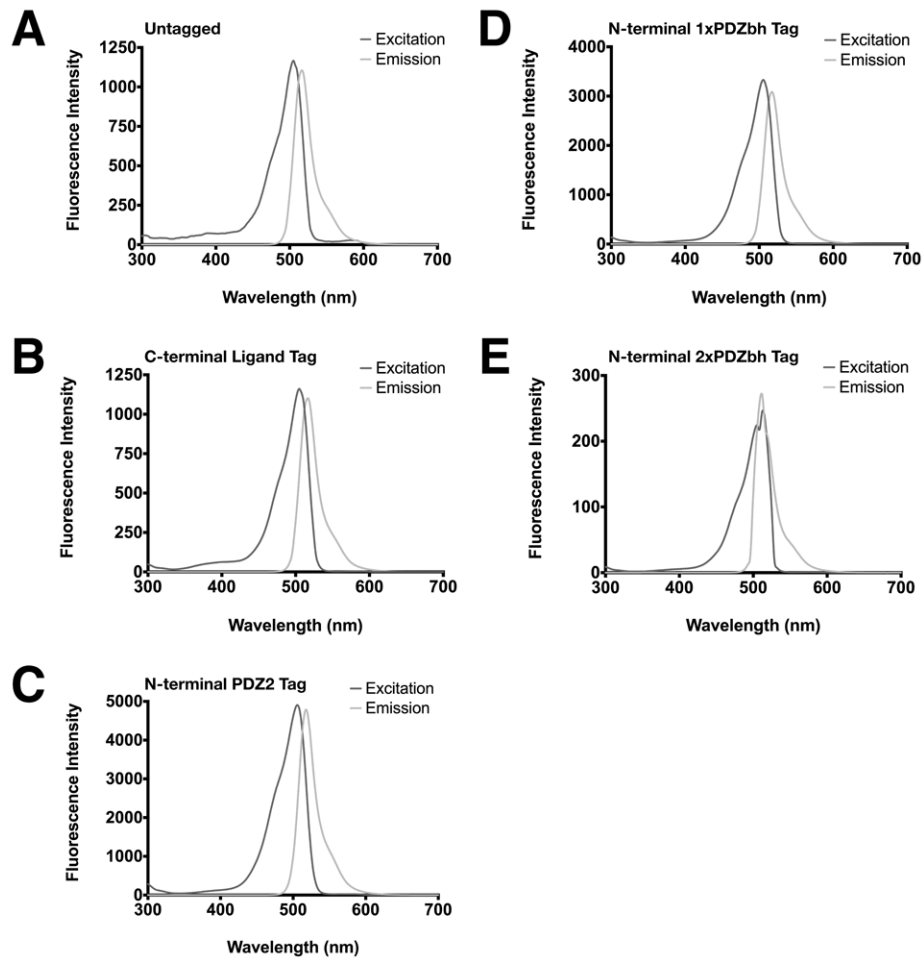 A
Untagged
Excitation
Emission
Fluorescence Intensity
1250
1000
750
500
250
0
300 400 500 600 700
Wavelength (nm)
B
C-terminal Ligand Tag
Excitation
Emission
Fluorescence Intensity
1250
1000
750
500
250
0
300 400 500 600 700
Wavelength (nm)
C
N-terminal PDZ2 Tag
Excitation
Emission
Fluorescence Intensity
5000
4000
3000
2000
1000
0
300 400 500 600 700
Wavelength (nm)
D
N-terminal 1xPDZbh Tag
Excitation
Emission
Fluorescence Intensity
4000
3000
2000
1000
0
300 400 500 600 700
Wavelength (nm)
E
N-terminal 2xPDZbh Tag
Excitation
Emission
Fluorescence Intensity
300
200
100
0
300 400 500 600 700
Wavelength (nm)